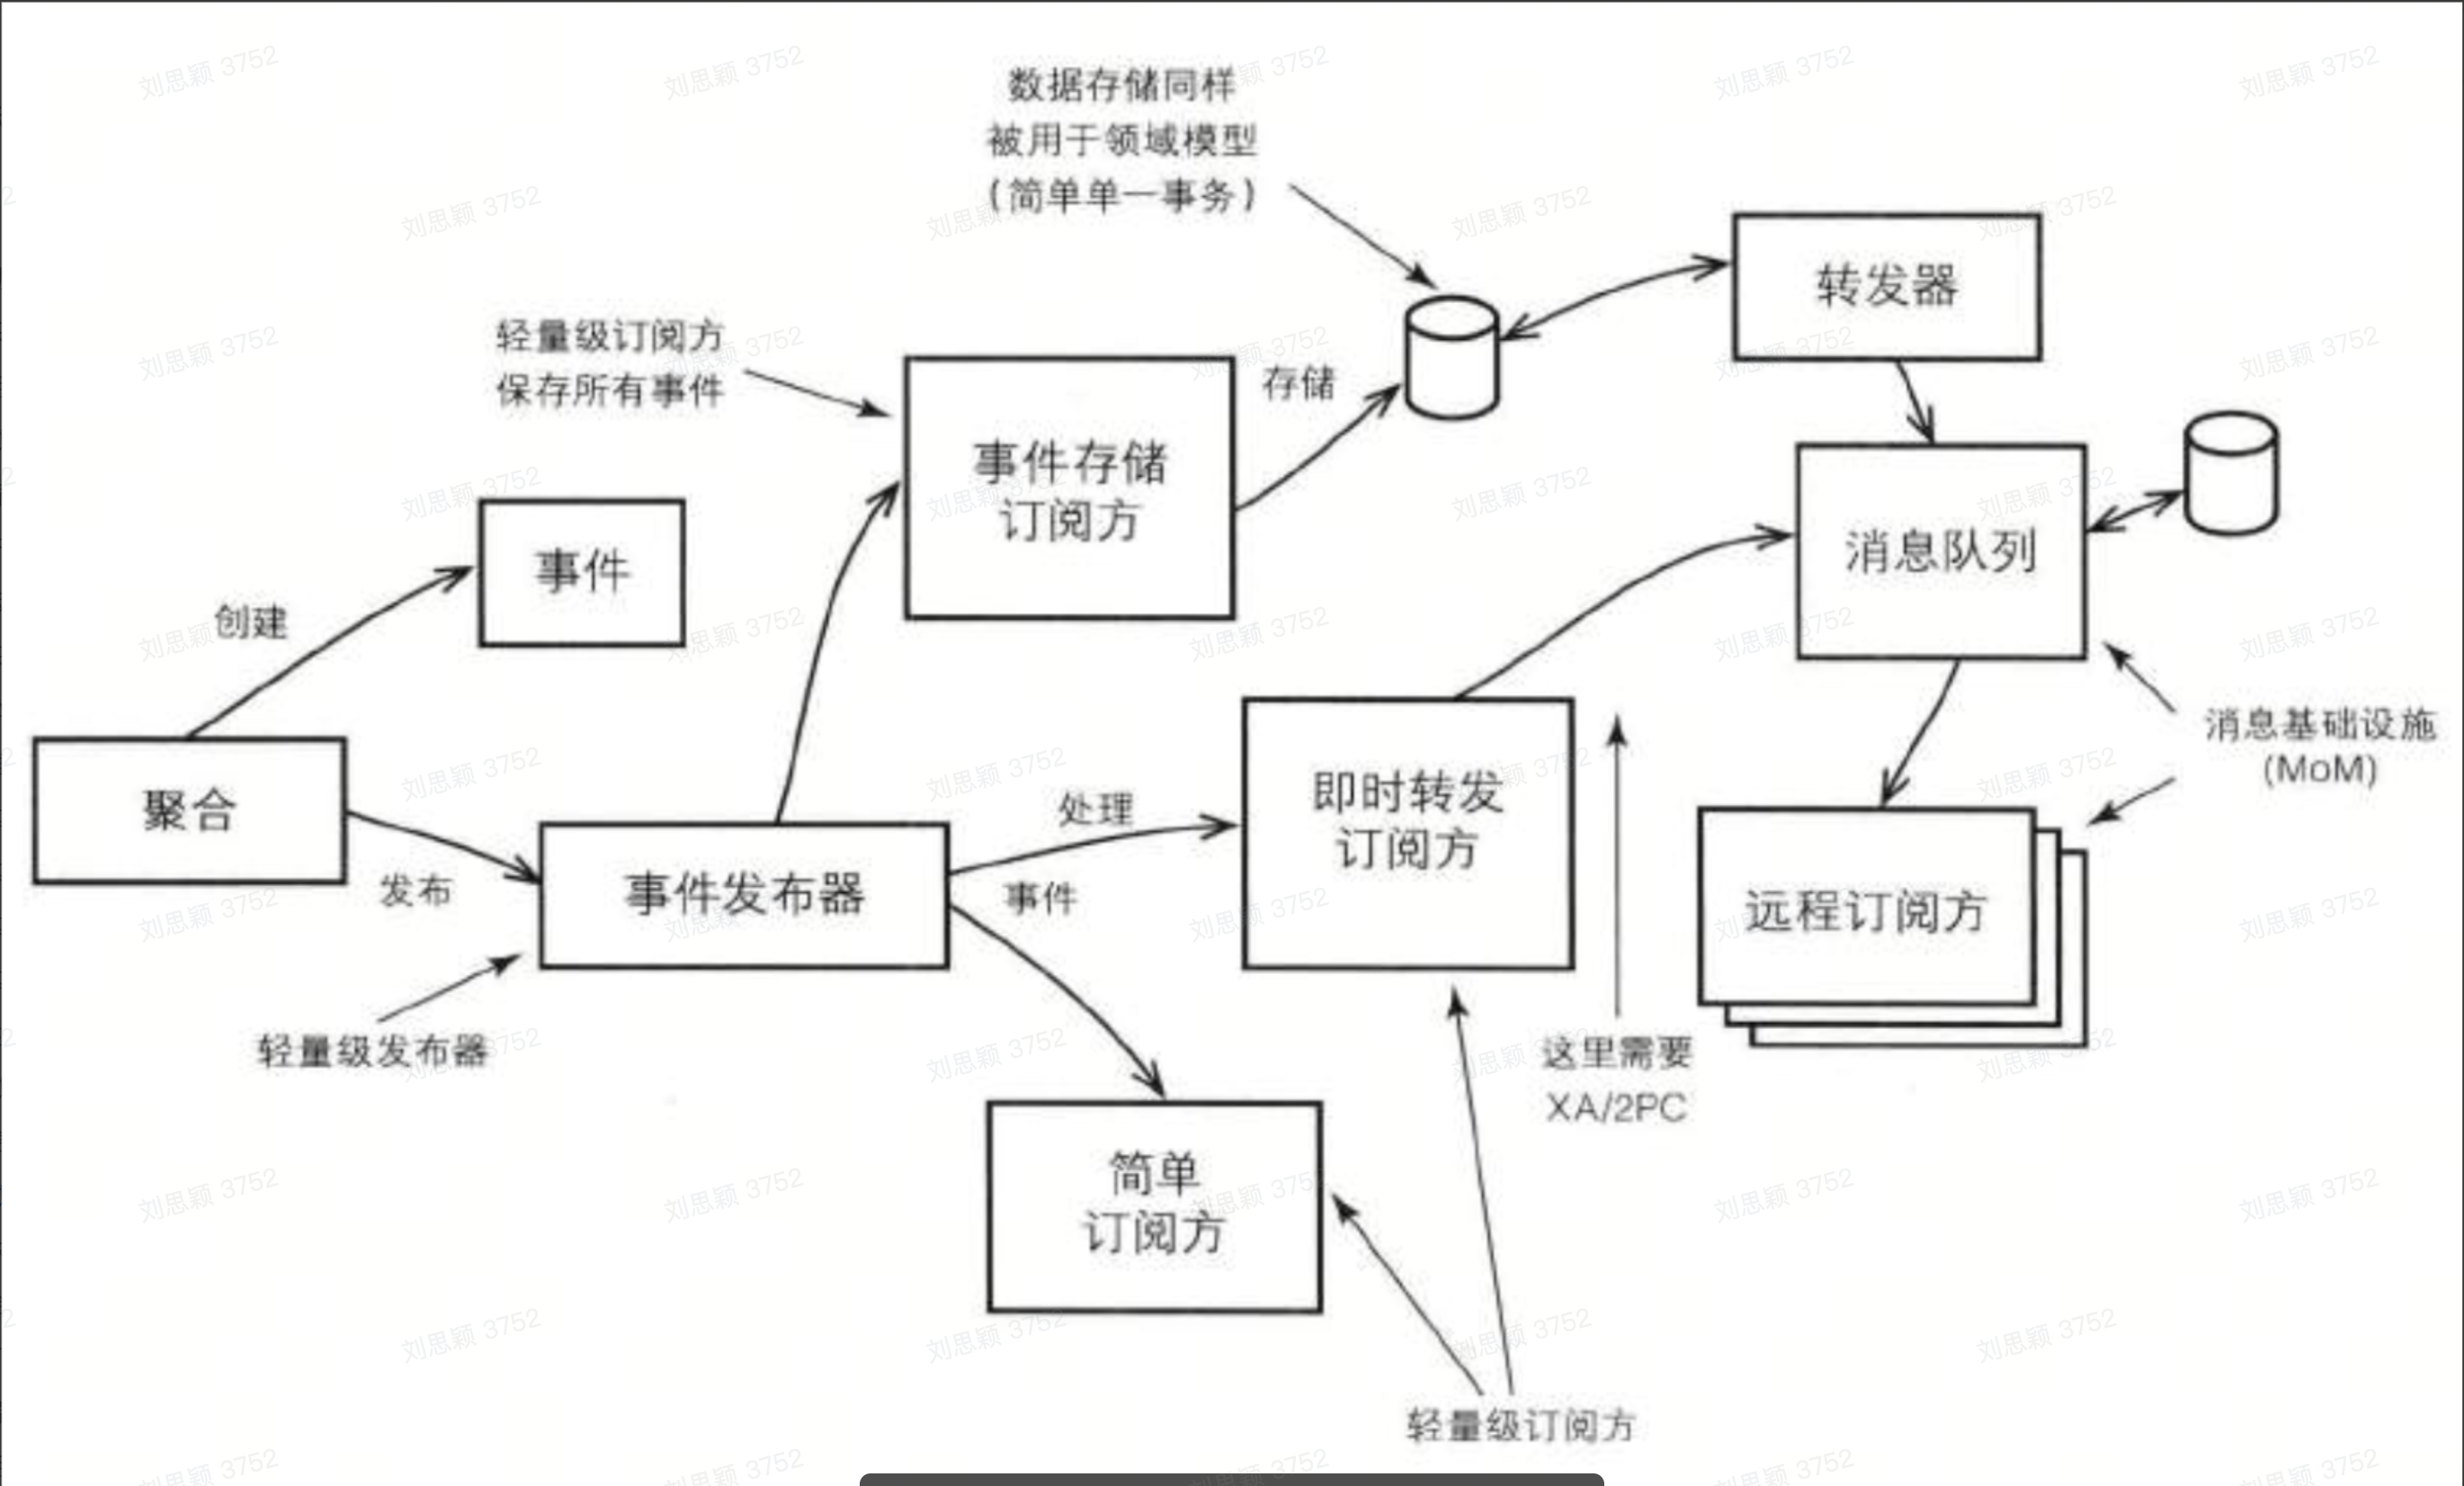 数据存储同样
被用于领域模型
(简单单一事务)
转发器
轻量级订阅方
保存所有事件
存储
事件存储
订阅方
事件
消息队列
创建
消息基础设施
(MoM)
聚合
处理
即时转发
订阅方
发布
事件发布器
事件
远程订阅方
轻量级发布器
这里需要
XA/2PC
简单
订阅方
轻量级订阅方
刘思颖 3752